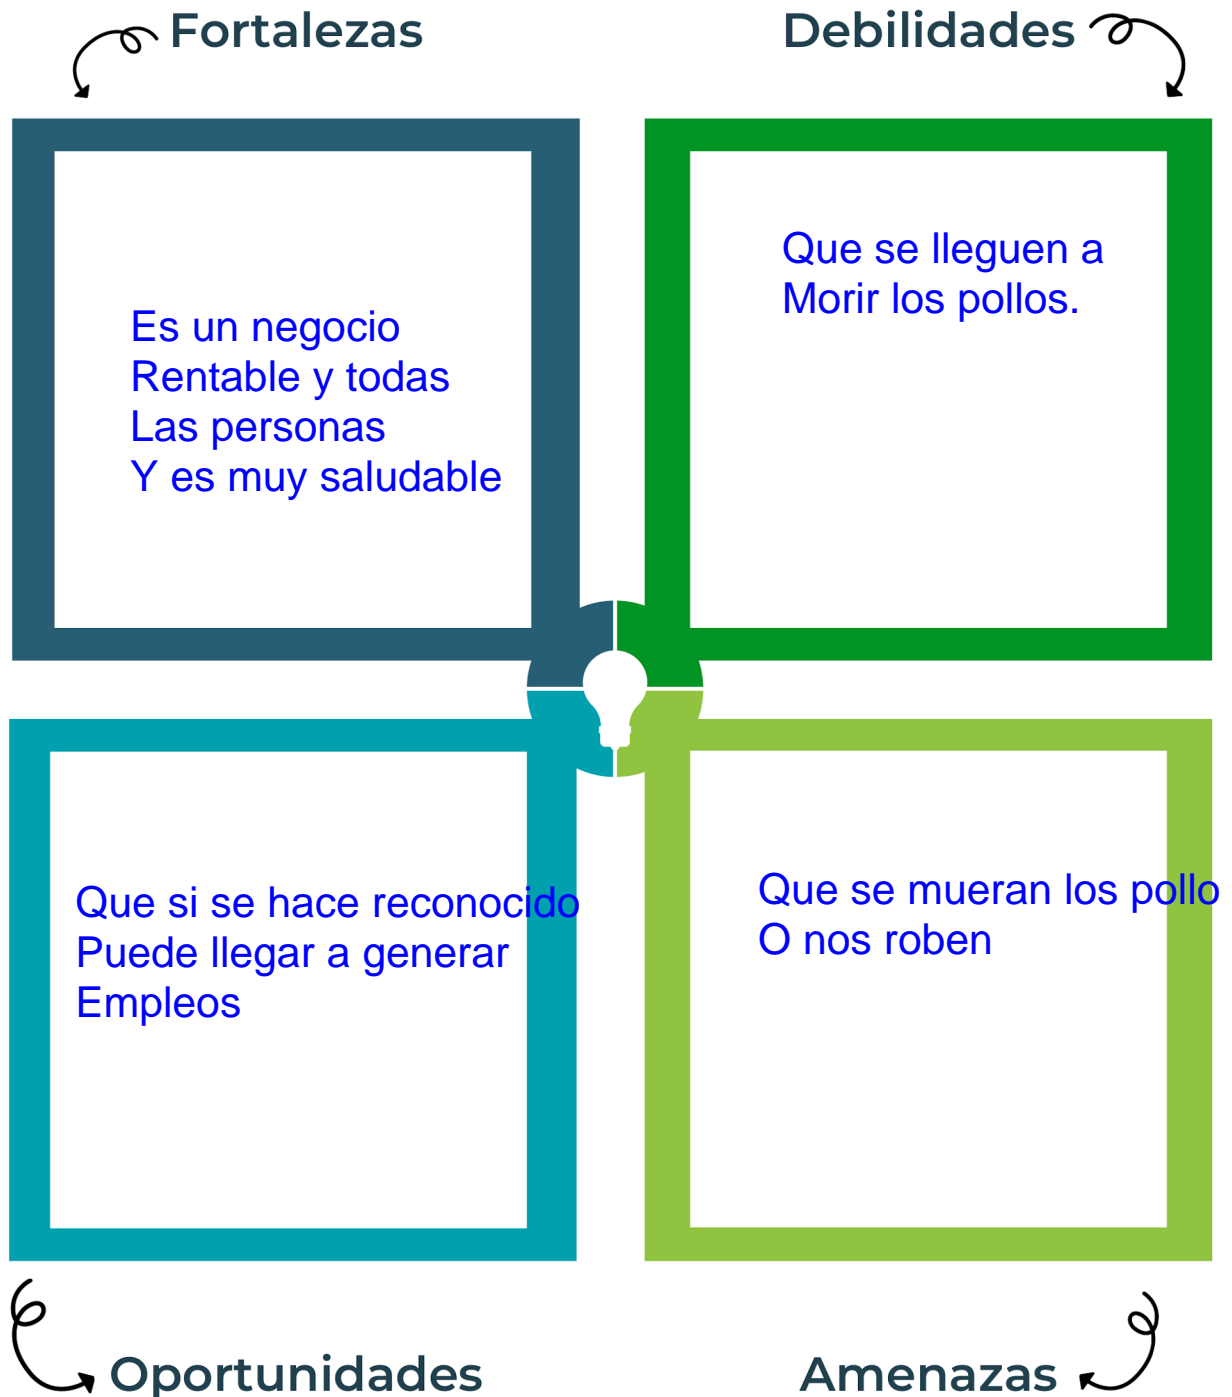 Fortalezas
Es un negocio
Rentable y todas
Las personas
Y es muy saludable
Debilidades
Que se lleguen a
Morir los pollos.
Que si se hace reconocido
Puede llegar a generar
Empleos
Oportunidades
Que se mueran los pollo
O nos roben
Amenazas